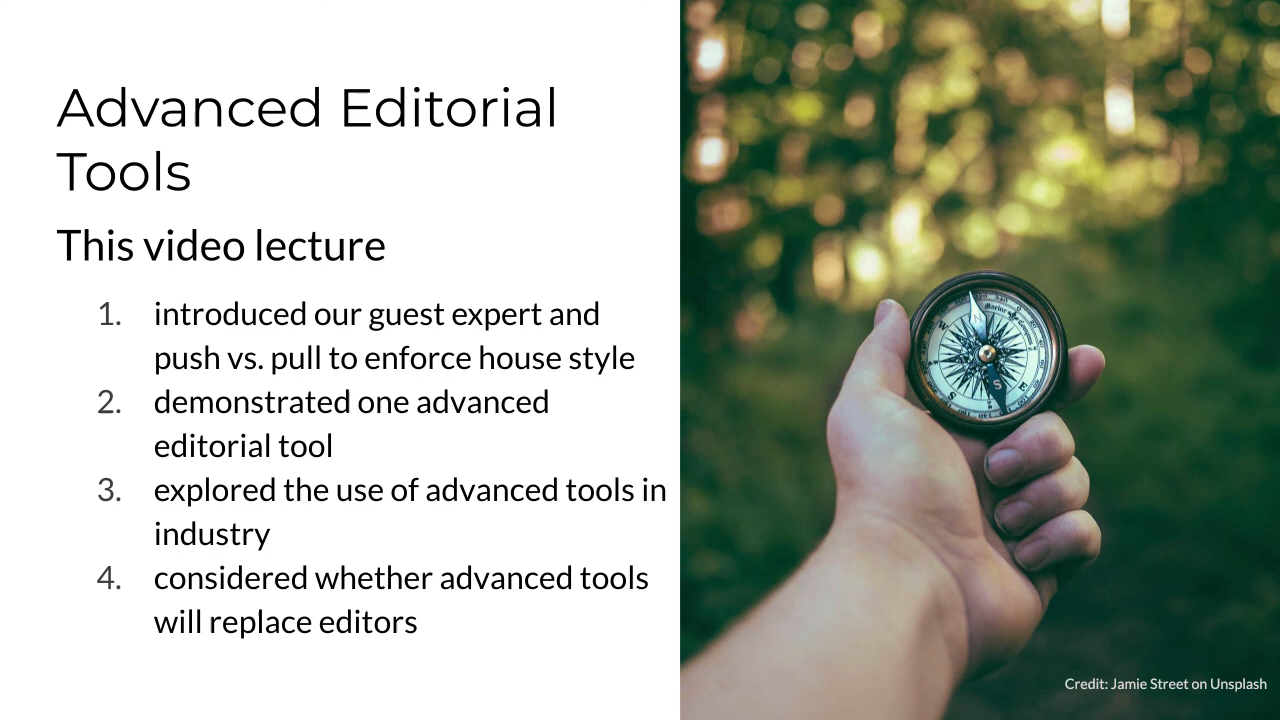 Advanced Editorial
Tools
This video lecture
1. introduced our guest expert and
push vs. pull to enforce house style
2. demonstrated one advanced
editorial tool
3. explored the use of advanced tools in
industry
4. considered whether advanced tools
will replace editors
W
S
S
Credit: Jamie Street on Unsplash